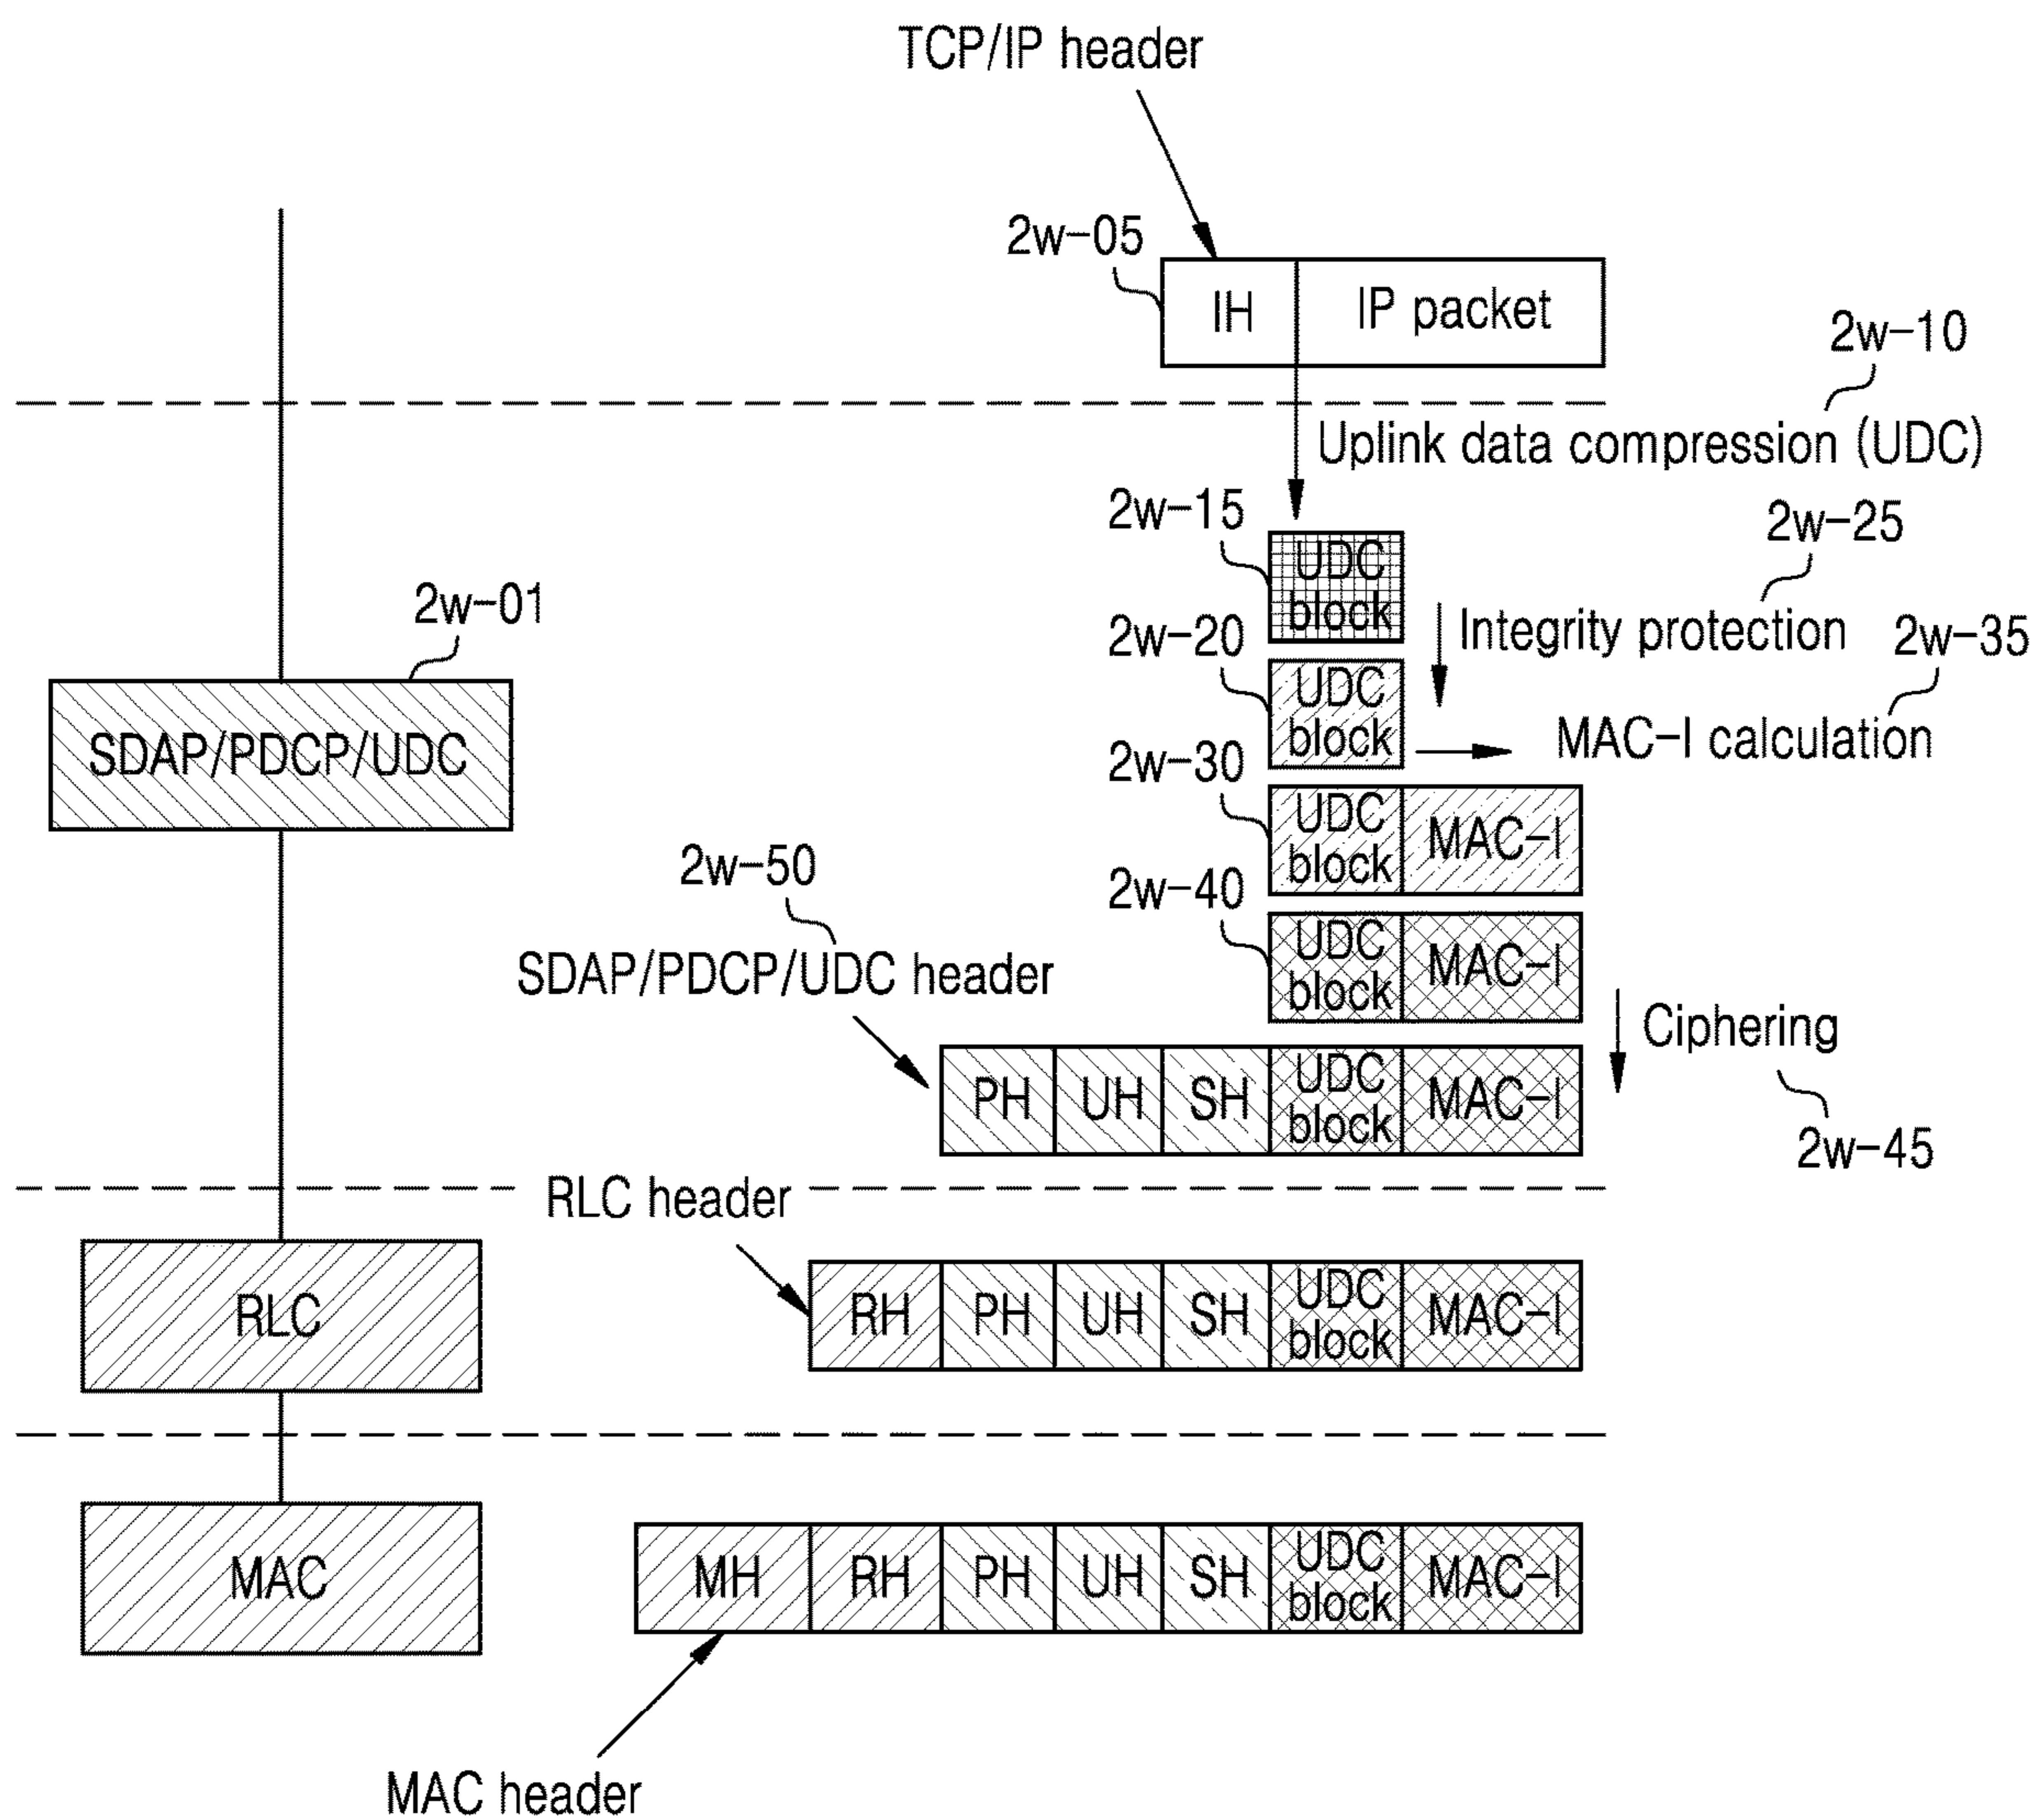 TCP/IP header
2w-05
IH IP packet
2w-10
Uplink data compression (UDC)
2w-15
UDC
block
2w-25
Integrity protection
2w-01
2w-20
UDC
block
2w-35
MAC-I calculation
SDAP/PDCP/UDC
2w-30
UDC
block
MAC-I
2w-50
2w-40
UDC
block
MAC-I
SDAP/PDCP/UDC header
Ciphering
PH UH SH UDC
block
MAC-I
2w-45
RLC header
RLC
RH PH UH SH UDC
block
MAC-I
MAC
MH RH PH UH SH UDC
block
MAC-I
MAC header